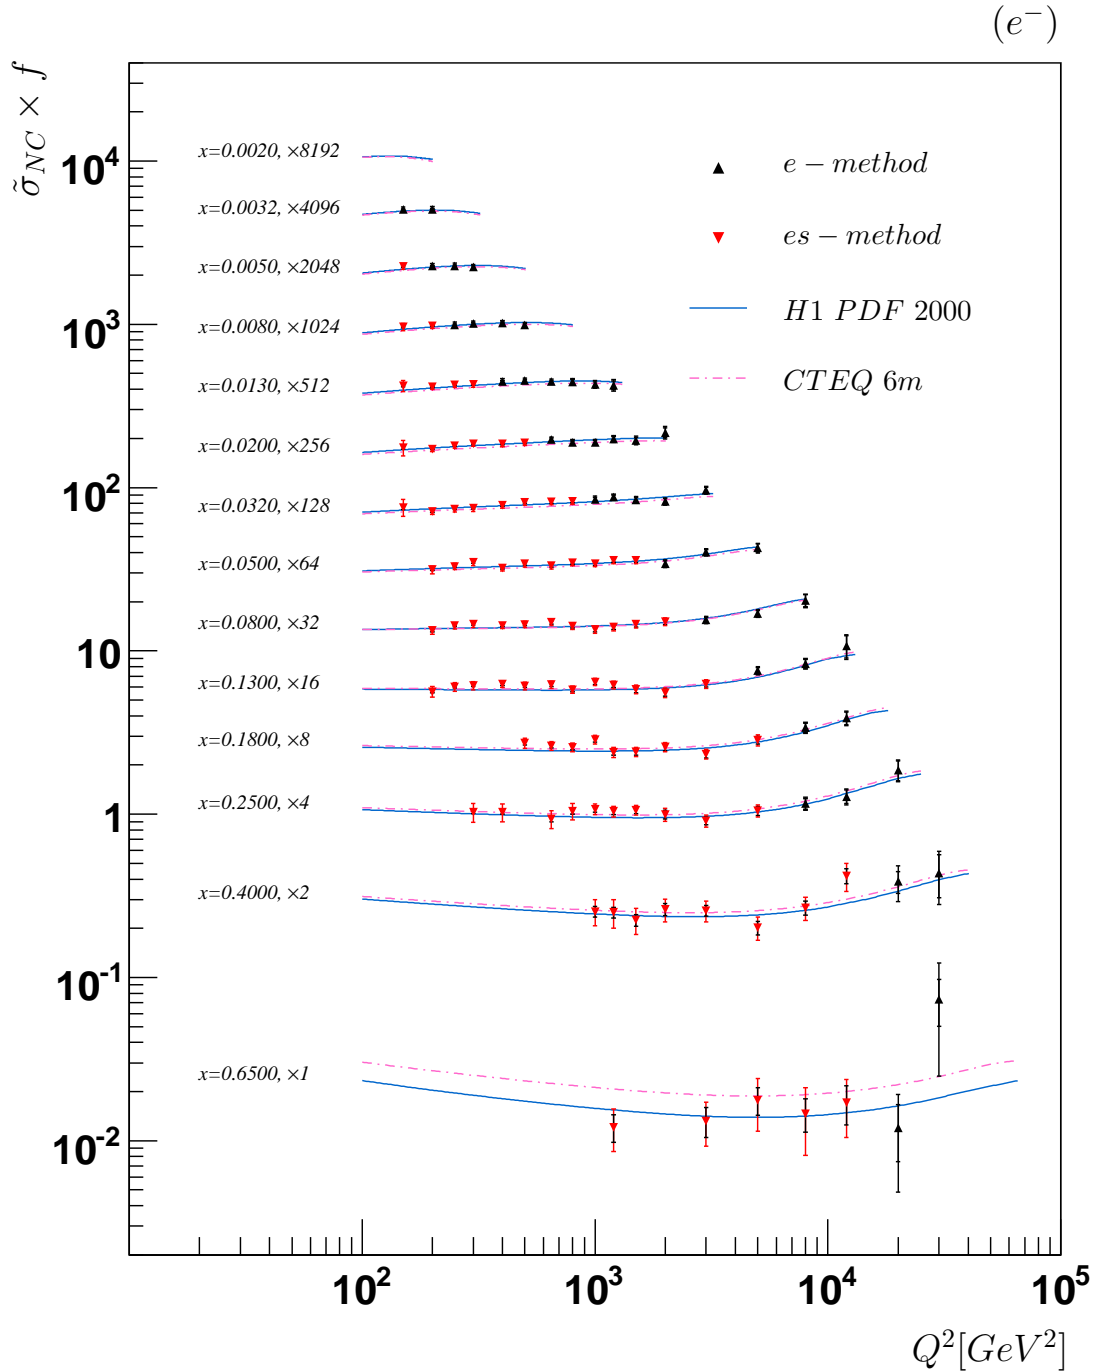 (e⁻)
σ̃_NC × f
10⁴
10³
10²
10
1
10⁻¹
10⁻²
x=0.0020, ×8192
x=0.0032, ×4096
x=0.0050, ×2048
x=0.0080, ×1024
x=0.0130, ×512
x=0.0200, ×256
x=0.0320, ×128
x=0.0500, ×64
x=0.0800, ×32
x=0.1300, ×16
x=0.1800, ×8
x=0.2500, ×4
x=0.4000, ×2
x=0.6500, ×1
e − method
es − method
H1 PDF 2000
CTEQ 6m
10² 10³ 10⁴ 10⁵
Q²[GeV²]